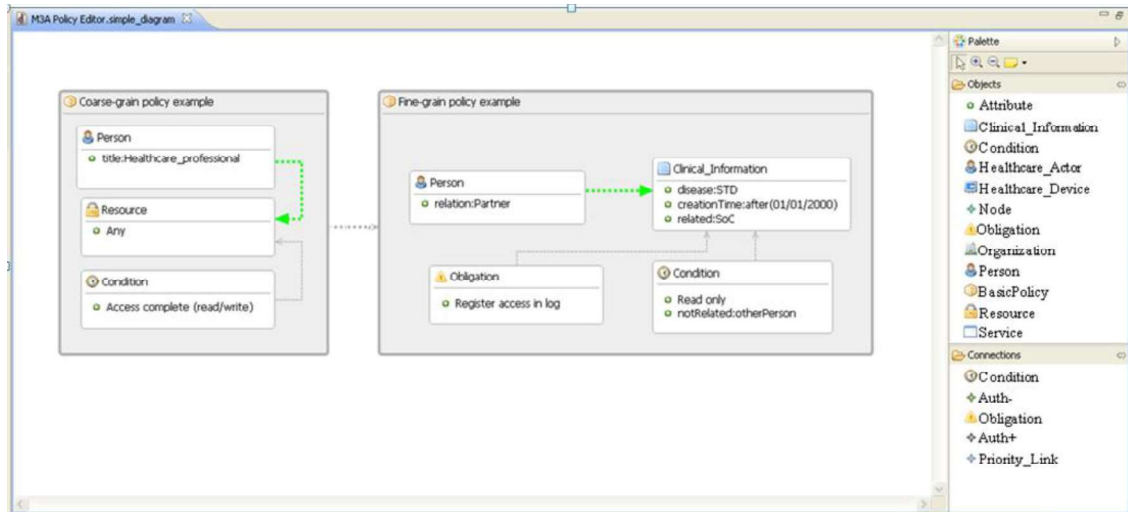 M3A Policy Editor.simple_diagram
Coarse-grain policy example
Person
title:Healthcare_professional
Resource
Any
Condition
Access complete (read/write)
Fine-grain policy example
Person
relation:Partner
Clinical_Information
disease:STD
creationTime:after(01/01/2000)
related:SoC
Obligation
Register access in log
Condition
Read only
notRelated:otherPerson
Palette
Objects
Attribute
Clinical_Information
Condition
Healthcare_Actor
Healthcare_Device
Node
Obligation
Organization
Person
BasicPolicy
Resource
Service
Connections
Condition
Auth-
Obligation
Auth+
Priority_Link